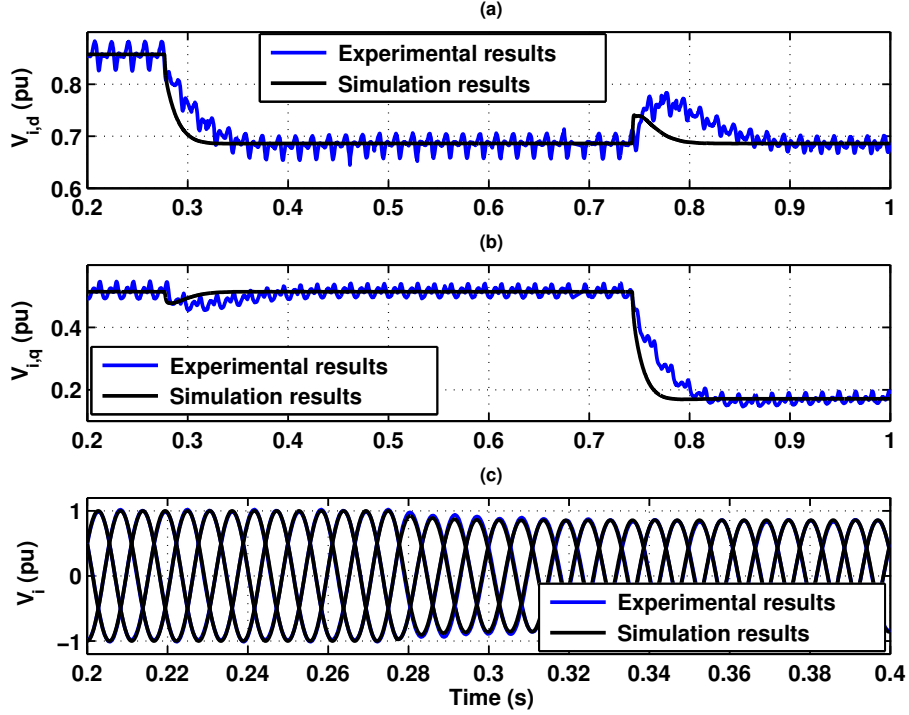 (a)
V_{i,d} (pu)
0.8
0.7
0.6
Experimental results
Simulation results
0.2 0.3 0.4 0.5 0.6 0.7 0.8 0.9 1
(b)
V_{i,q} (pu)
0.4
0.2
Experimental results
Simulation results
0.2 0.3 0.4 0.5 0.6 0.7 0.8 0.9 1
(c)
V_i (pu)
1
0
−1
Experimental results
Simulation results
0.2 0.22 0.24 0.26 0.28 0.3 0.32 0.34 0.36 0.38 0.4
Time (s)